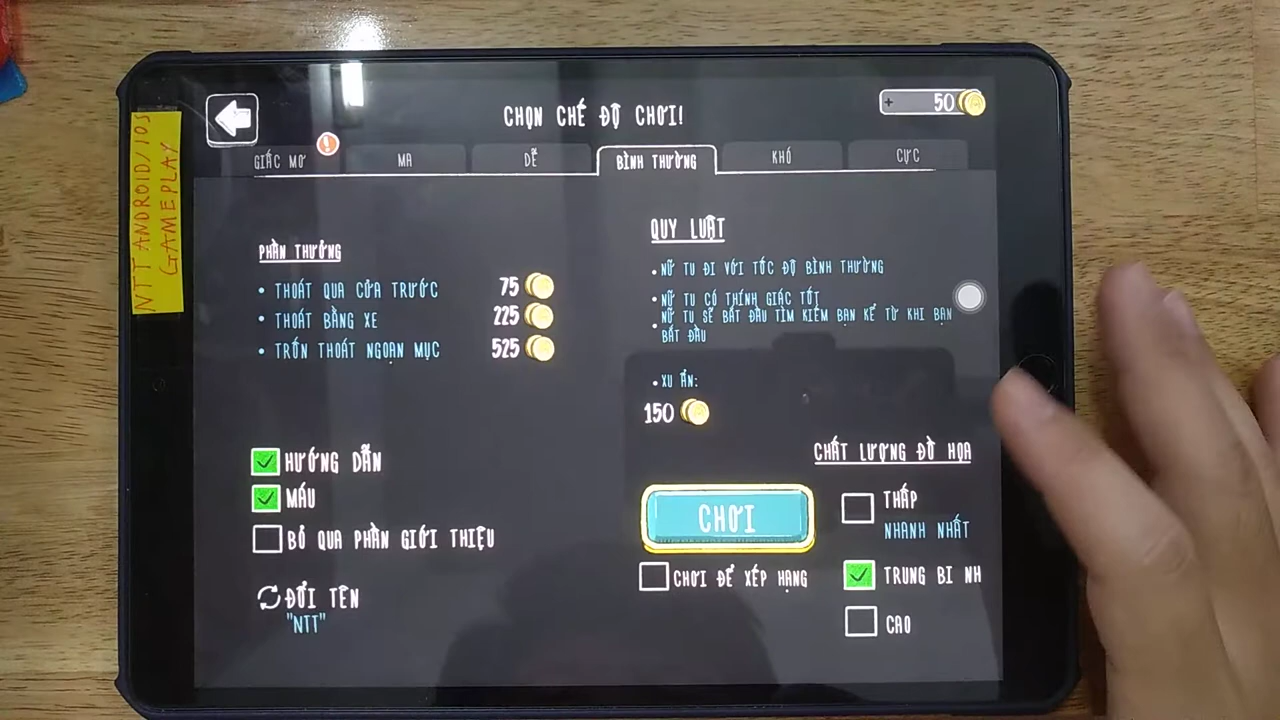 NTT ANDROID/IOS
GAMEPLAY
CHỌN CHẾ ĐỘ CHƠI!
+ 50
GIẤC MƠ
!
MA
DỄ
BÌNH THƯỜNG
KHÓ
CỰC
PHẦN THƯỞNG
• THOÁT QUA CỬA TRƯỚC 75
• THOÁT BẰNG XE 225
• TRỐN THOÁT NGOẠN MỤC 525
QUY LUẬT
• NỮ TU ĐI VỚI TỐC ĐỘ BÌNH THƯỜNG
• NỮ TU CÓ THÍNH GIÁC TỐT
• NỮ TU SẼ BẮT ĐẦU TÌM KIẾM BẠN KỂ TỪ KHI BẠN
BẮT ĐẦU
• XU ẨN:
150
HƯỚNG DẪN
MÁU
BỎ QUA PHẦN GIỚI THIỆU
ĐỔI TÊN
"NTT"
CHƠI
CHƠI ĐỂ XẾP HẠNG
CHẤT LƯỢNG ĐỒ HỌA
THẤP
NHANH NHẤT
TRUNG BI NH
CAO